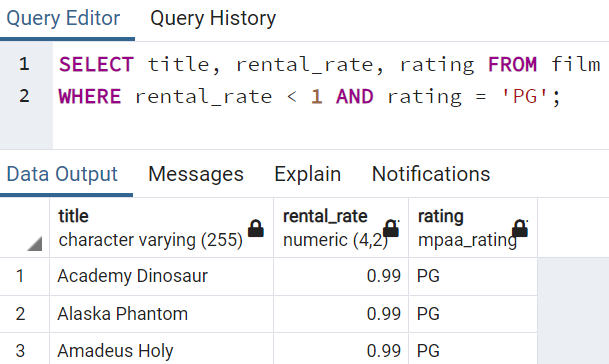 Query Editor Query History
1 SELECT title, rental_rate, rating FROM film
2 WHERE rental_rate < 1 AND rating = 'PG';
Data Output Messages Explain Notifications
title rental_rate rating
character varying (255) numeric (4,2) mpaa_rating
1 Academy Dinosaur 0.99 PG
2 Alaska Phantom 0.99 PG
3 Amadeus Holy 0.99 PG